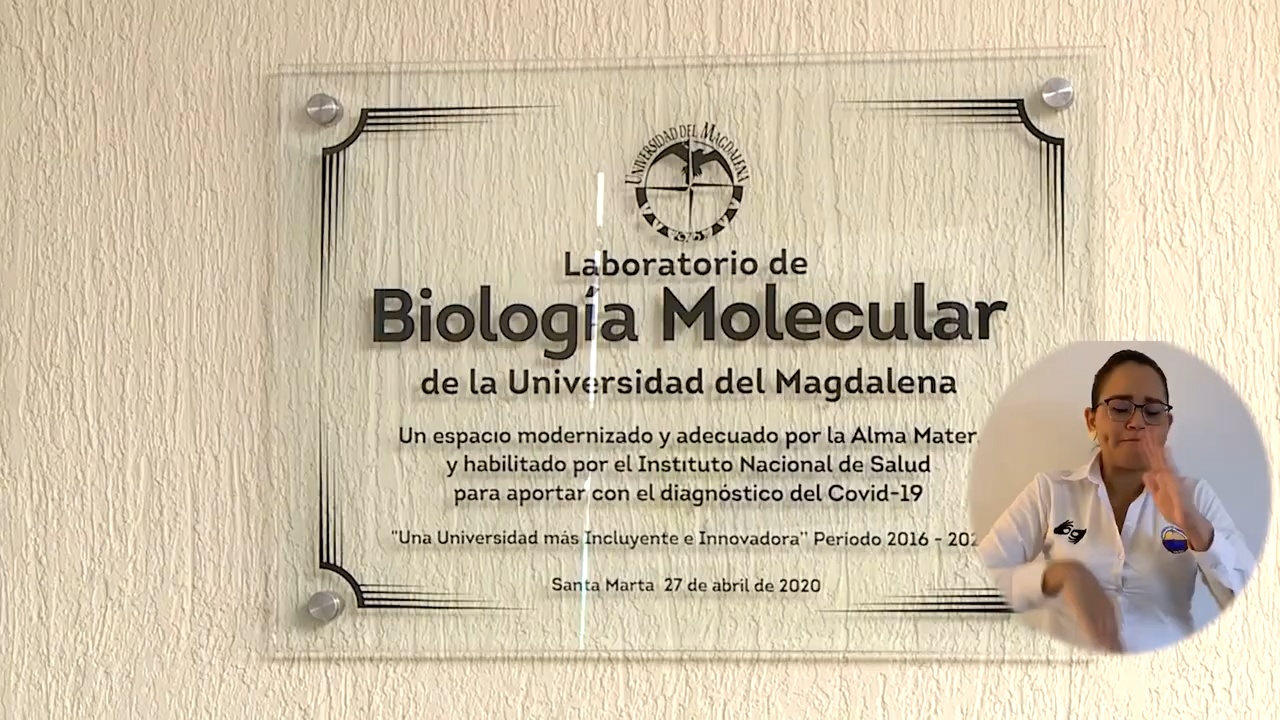 UNIVERSIDAD DEL MAGDALENA
Laboratorio de
Biología Molecular
de la Universidad del Magdalena
Un espacio modernizado y adecuado por la Alma Mater
y habilitado por el Instituto Nacional de Salud
para aportar con el diagnóstico del Covid-19
"Una Universidad más Incluyente e Innovadora" Periodo 2016 -
Santa Marta 27 de abril de 2020